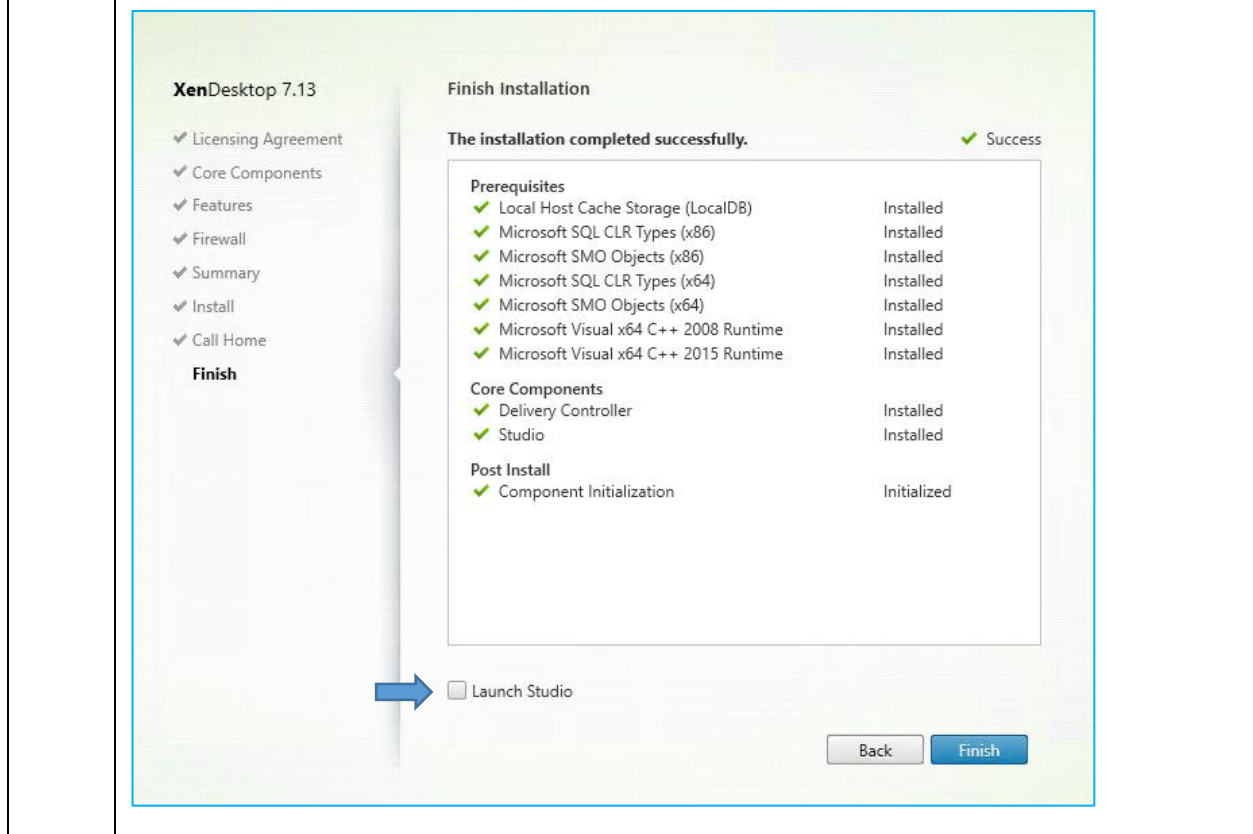 XenDesktop 7.13
Licensing Agreement
Core Components
Features
Firewall
Summary
Install
Call Home
Finish
Finish Installation
The installation completed successfully. Success
Prerequisites
Local Host Cache Storage (LocalDB) Installed
Microsoft SQL CLR Types (x86) Installed
Microsoft SMO Objects (x86) Installed
Microsoft SQL CLR Types (x64) Installed
Microsoft SMO Objects (x64) Installed
Microsoft Visual x64 C++ 2008 Runtime Installed
Microsoft Visual x64 C++ 2015 Runtime Installed
Core Components
Delivery Controller Installed
Studio Installed
Post Install
Component Initialization Initialized
Launch Studio
Back Finish